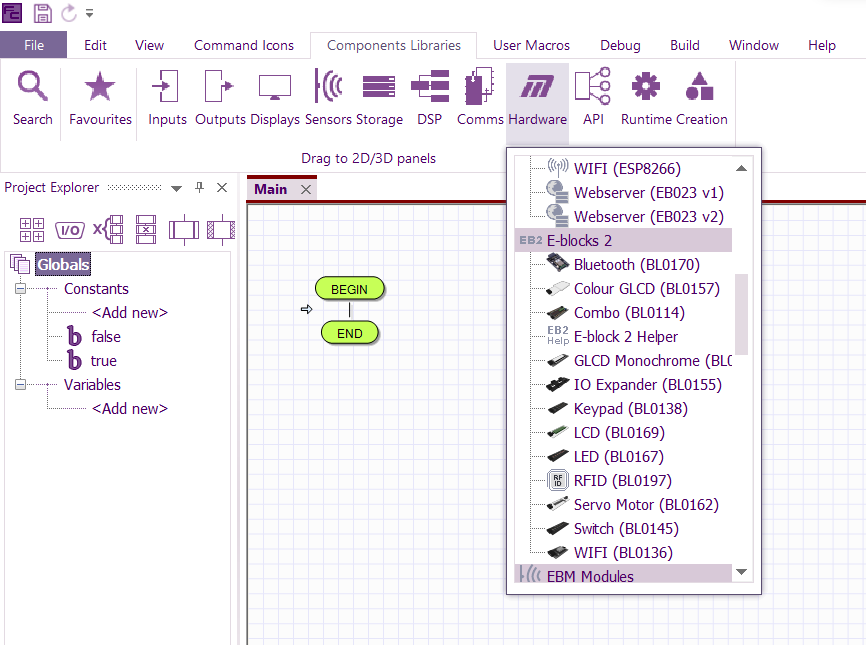 FC
File Edit View Command Icons Components Libraries User Macros Debug Build Window Help
Search Favourites Inputs Outputs Displays Sensors Storage DSP Comms Hardware API Runtime Creation
Drag to 2D/3D panels
Project Explorer
Main
I/O X
Globals
Constants
<Add new>
b false
b true
Variables
<Add new>
BEGIN
END
WIFI (ESP8266)
Webserver (EB023 v1)
Webserver (EB023 v2)
EB2 E-blocks 2
Bluetooth (BL0170)
Colour GLCD (BL0157)
Combo (BL0114)
EB2 Help E-block 2 Helper
GLCD Monochrome (BL0
IO Expander (BL0155)
Keypad (BL0138)
LCD (BL0169)
LED (BL0167)
RF ID RFID (BL0197)
Servo Motor (BL0162)
Switch (BL0145)
WIFI (BL0136)
EBM Modules